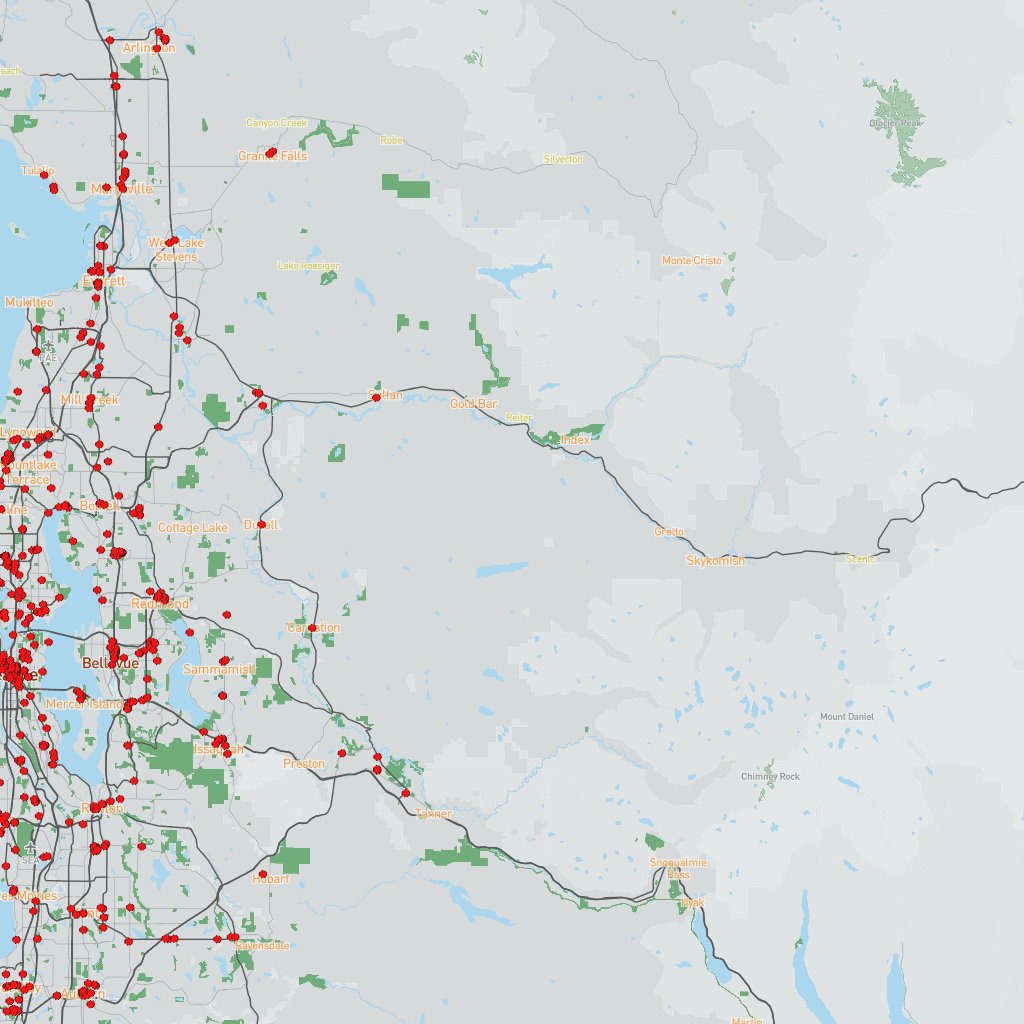 Arlington
Canyon Creek
Glacier Peak
Robe
Granite Falls
Silverton
Tulalip
Marysville
West Lake
Stevens
Monte Cristo
Lake Roesiger
Everett
Mukilteo
PAE
Sultan
Mill Creek
Gold Bar
Reiter
Lynnwood
Index
Mountlake
Terrace
Bothell
Cottage Lake
Duvall
Grotto
Skykomish
Scenic
Redmond
Carnation
Bellevue
Sammamish
Mercer Island
Mount Daniel
Issaquah
Preston
Chimney Rock
Renton
Tanner
SEA
Snoqualmie
Pass
Hobart
es Moines
Hyak
Ravensdale
Auburn
Martin